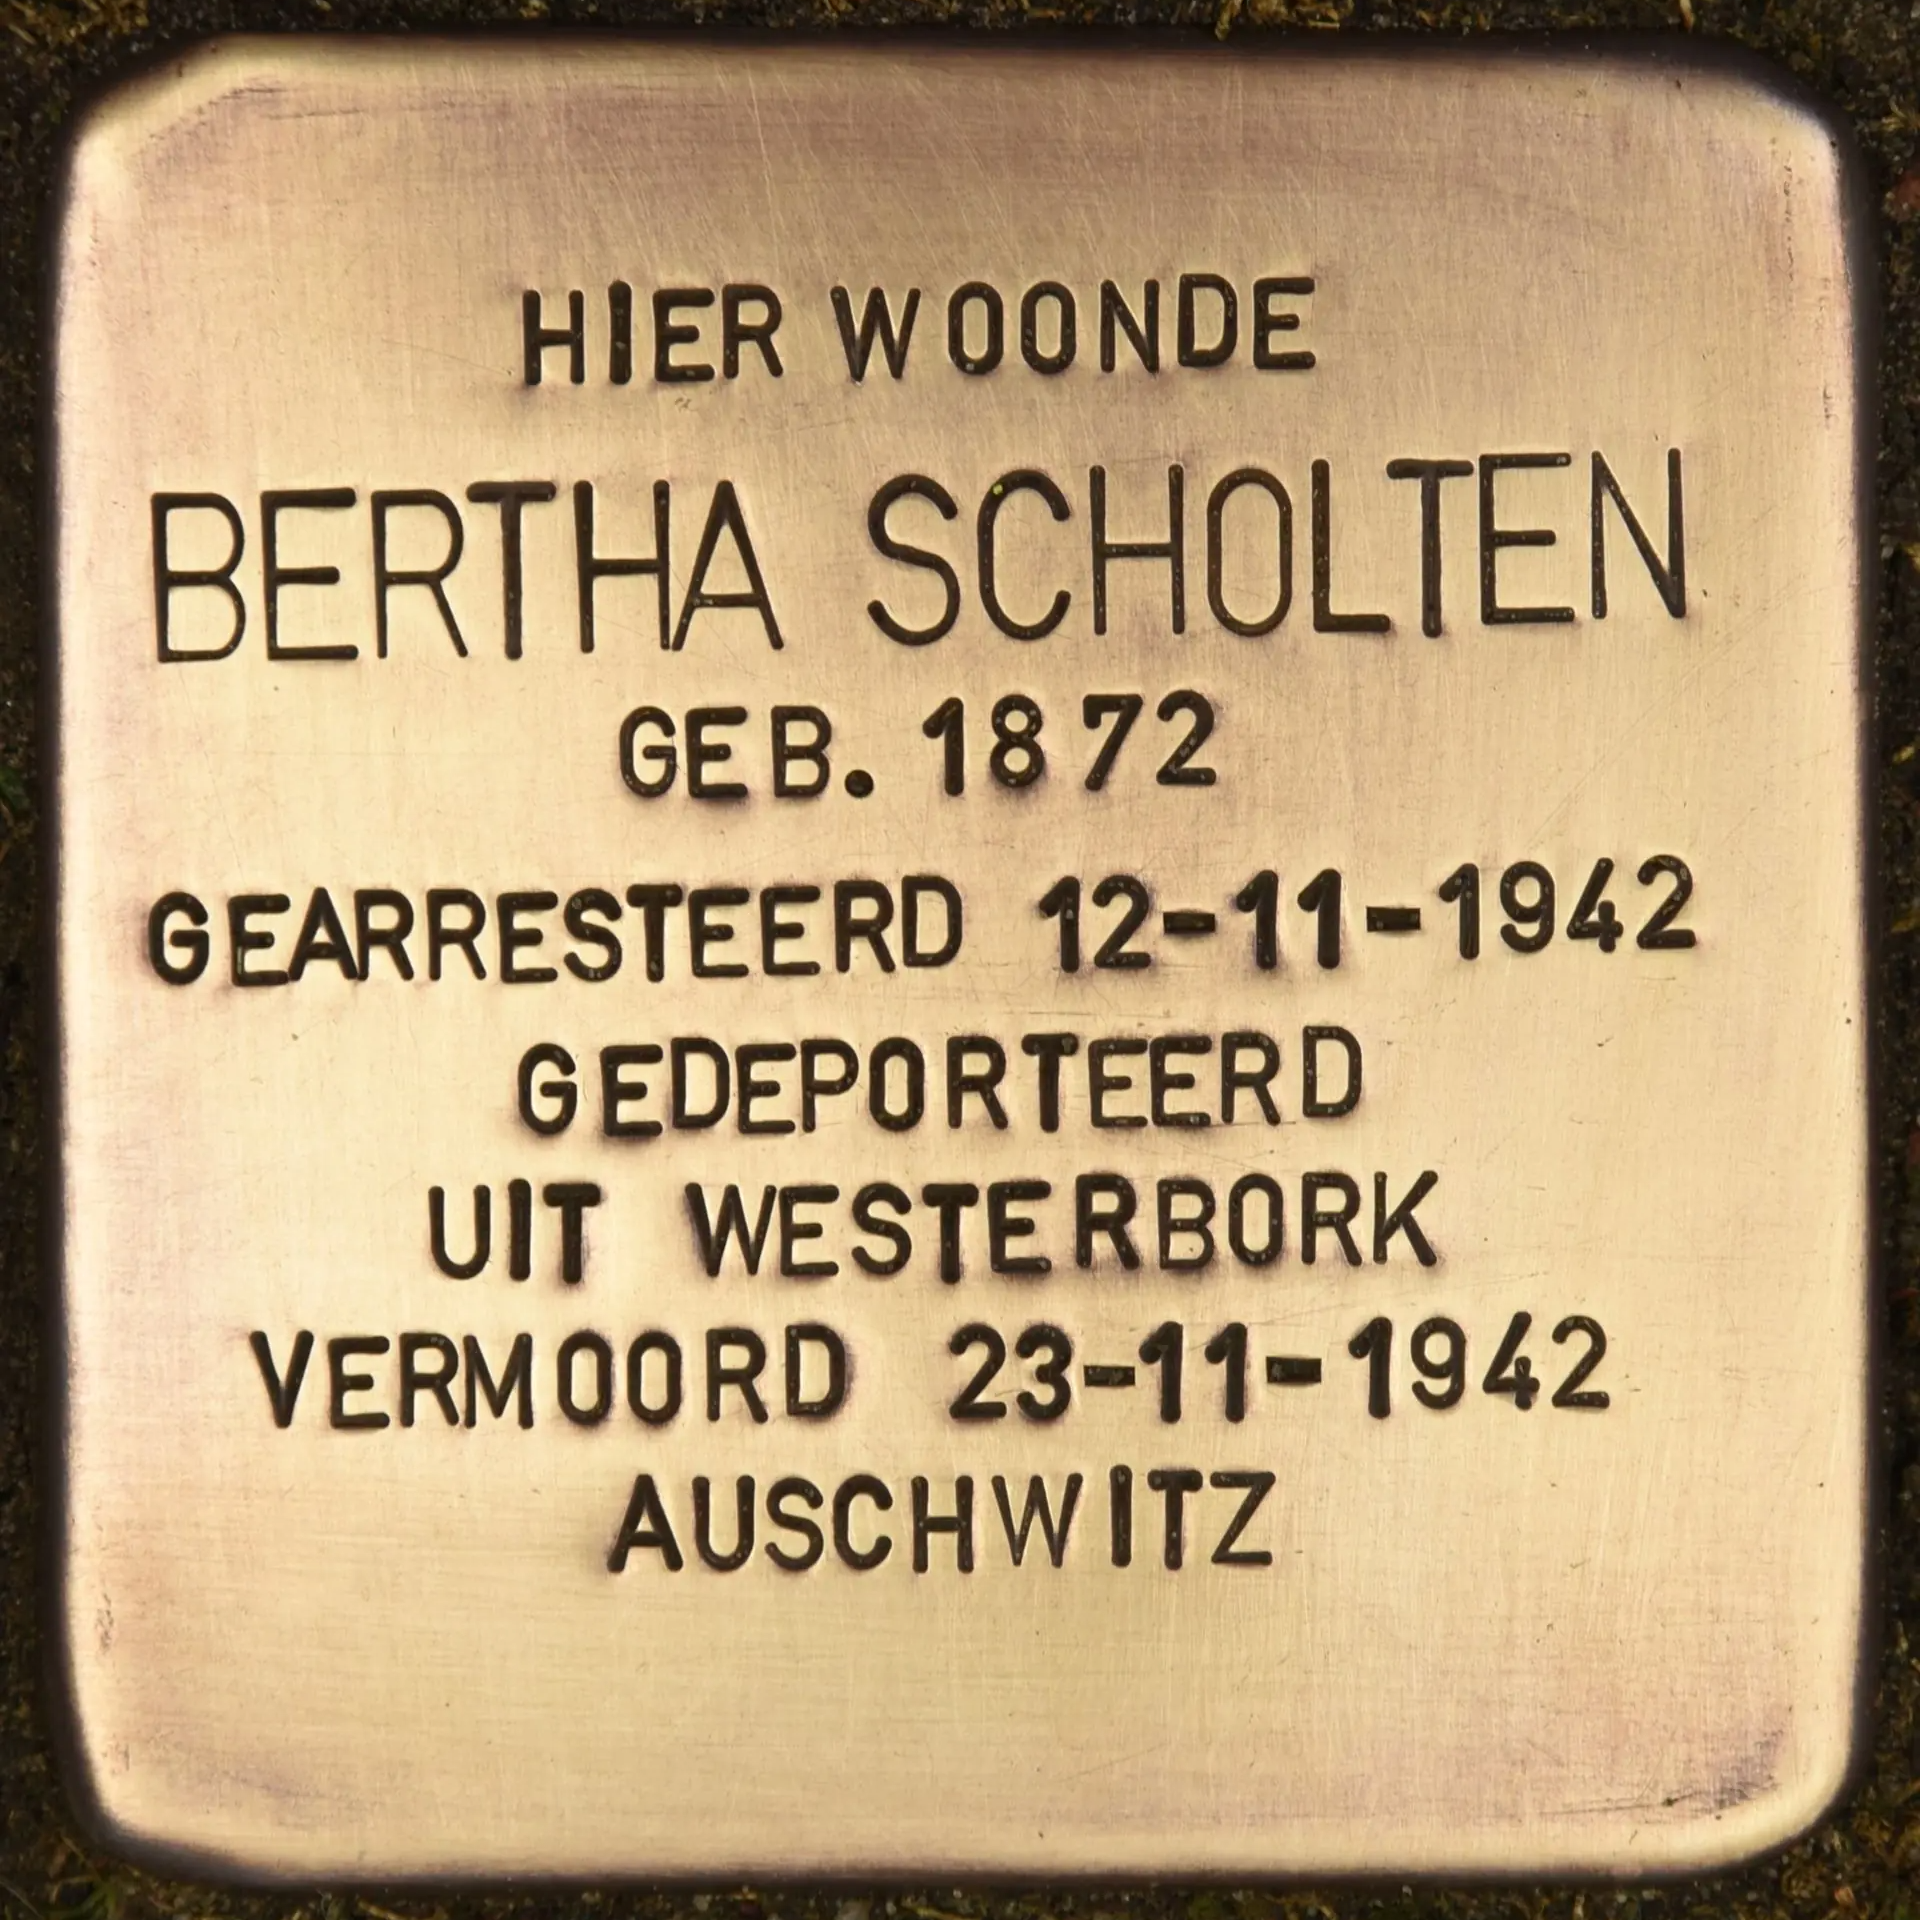 HIER WOONDE
BERTHA SCHOLTEN
GEB. 1872
GEARRESTEERD 12-11-1942
GEDEPORTEERD
UIT WESTERBORK
VERMOORD 23-11-1942
AUSCHWITZ